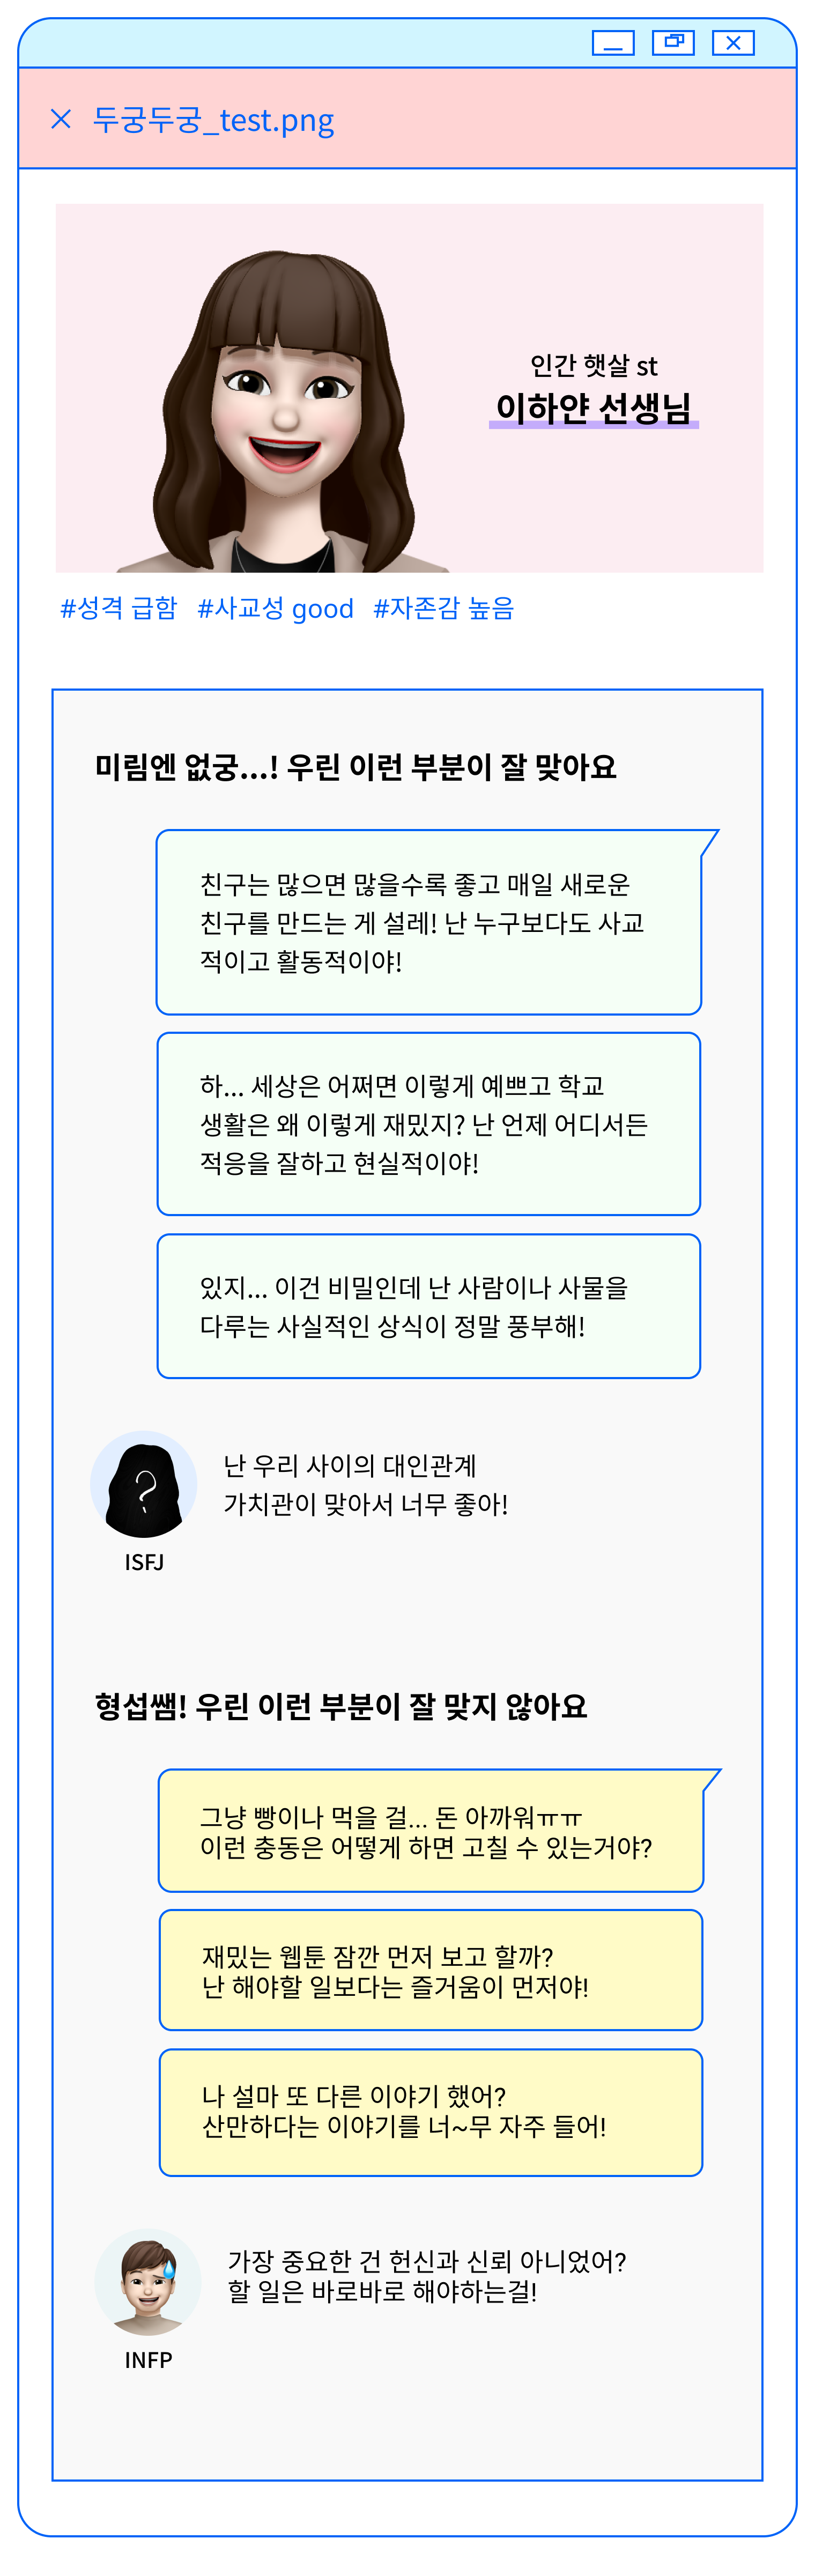 두궁두궁_test.png
인간 햇살 st
이하얀 선생님
#성격 급함 #사교성 good #자존감 높음
미림엔 없궁...! 우린 이런 부분이 잘 맞아요
친구는 많으면 많을수록 좋고 매일 새로운
친구를 만드는 게 설레! 난 누구보다도 사교
적이고 활동적이야!
하... 세상은 어쩌면 이렇게 예쁘고 학교
생활은 왜 이렇게 재밌지? 난 언제 어디서든
적응을 잘하고 현실적이야!
있지... 이건 비밀인데 난 사람이나 사물을
다루는 사실적인 상식이 정말 풍부해!
난 우리 사이의 대인관계
가치관이 맞아서 너무 좋아!
?
ISFJ
형섭쌤! 우린 이런 부분이 잘 맞지 않아요
그냥 빵이나 먹을 걸... 돈 아까워ㅠㅠ
이런 충동은 어떻게 하면 고칠 수 있는거야?
재밌는 웹툰 잠깐 먼저 보고 할까?
난 해야할 일보다는 즐거움이 먼저야!
나 설마 또 다른 이야기 했어?
산만하다는 이야기를 너~무 자주 들어!
가장 중요한 건 헌신과 신뢰 아니었어?
할 일은 바로바로 해야하는걸!
INFP